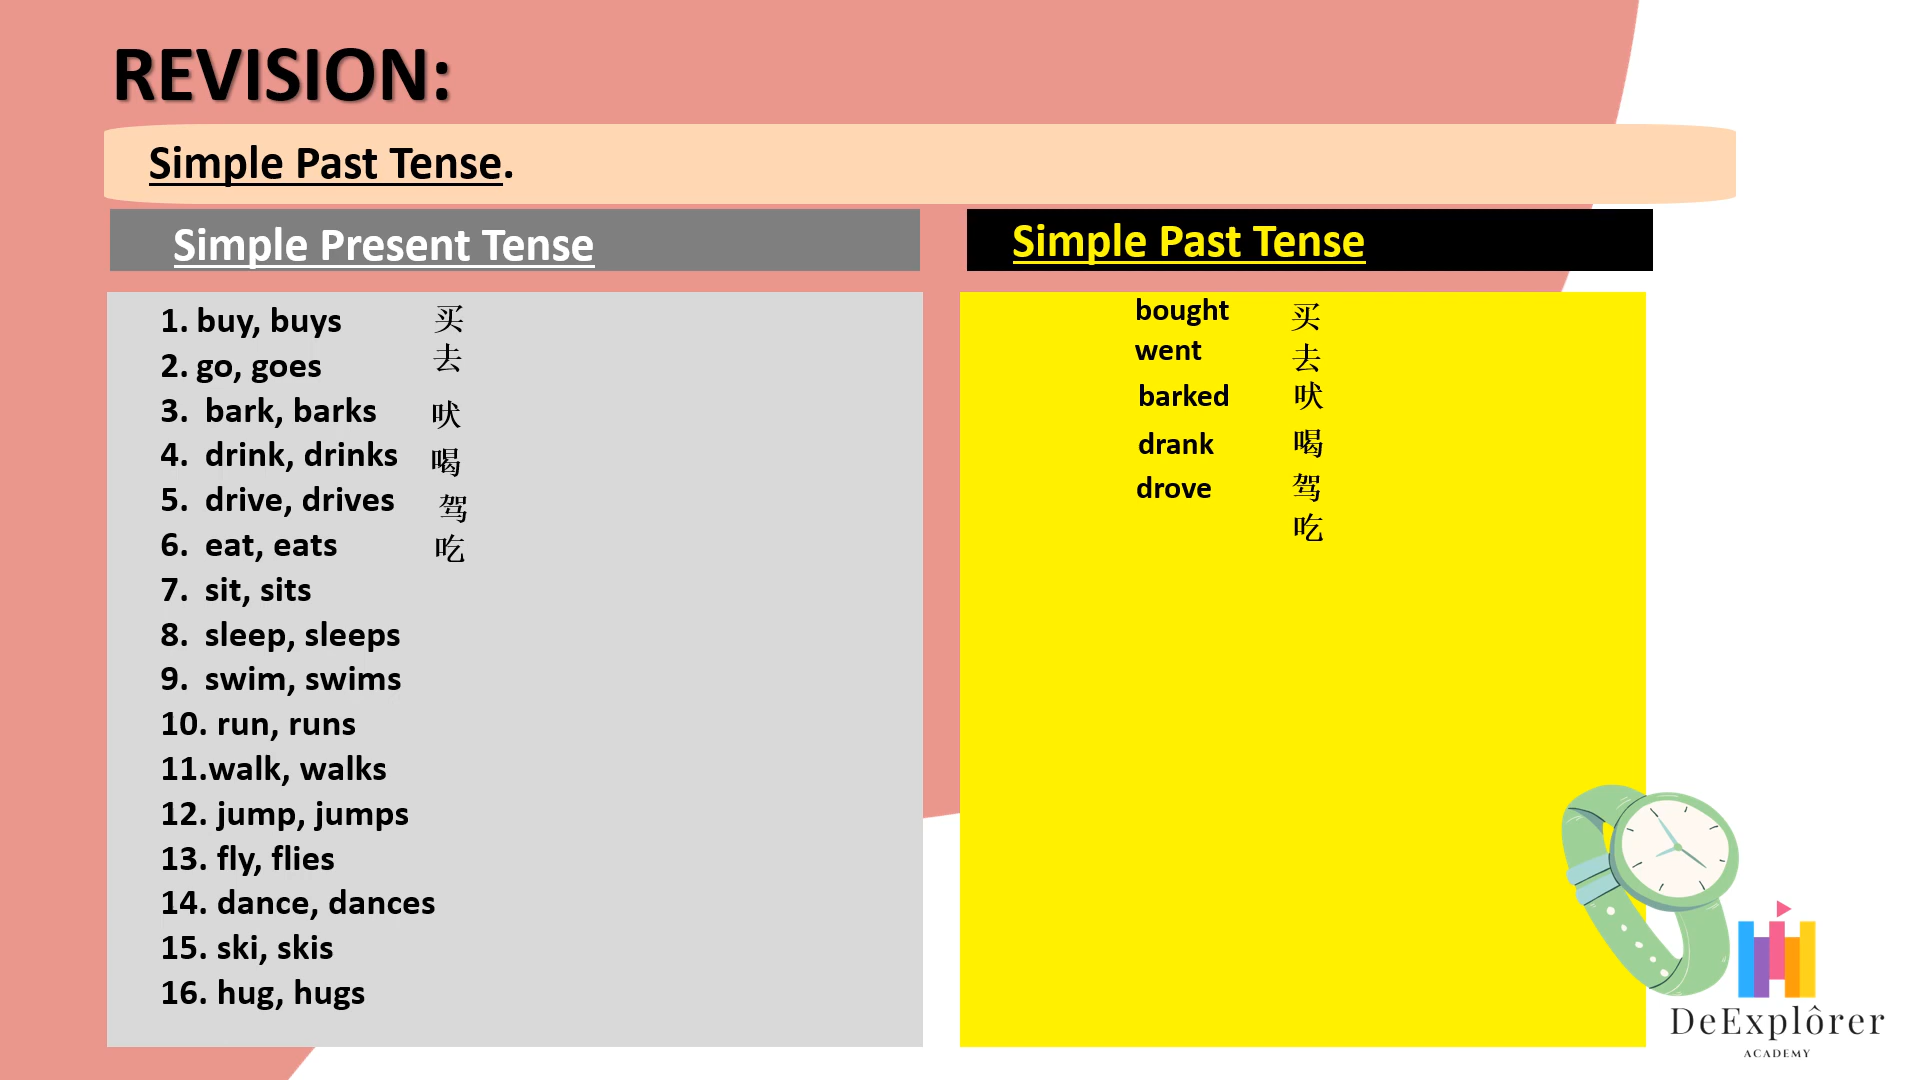 REVISION:
Simple Past Tense.
Simple Present Tense
1. buy, buys 买
2. go, goes 去
3. bark, barks 吠
4. drink, drinks 喝
5. drive, drives 驾
6. eat, eats 吃
7. sit, sits
8. sleep, sleeps
9. swim, swims
10. run, runs
11.walk, walks
12. jump, jumps
13. fly, flies
14. dance, dances
15. ski, skis
16. hug, hugs
Simple Past Tense
bought 买
went 去
barked 吠
drank 喝
drove 驾
吃
DeExplôrer
ACADEMY